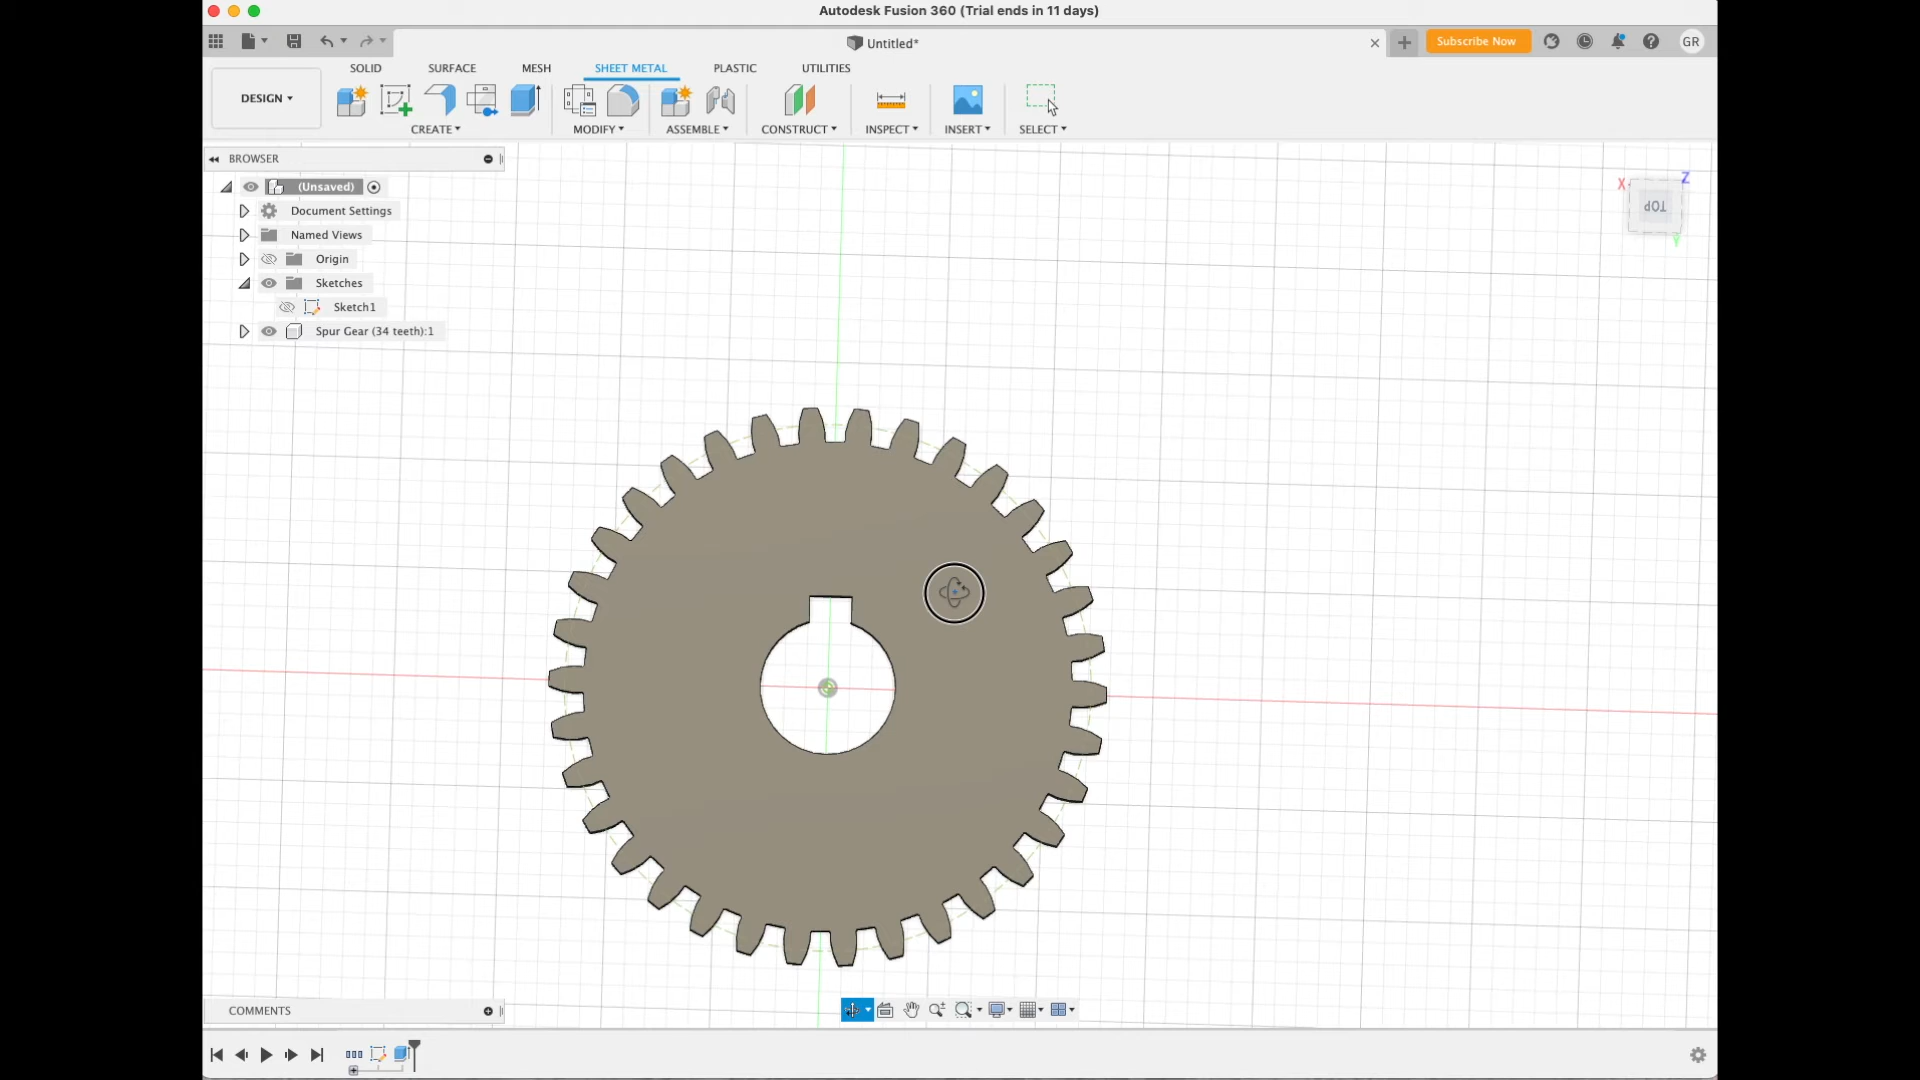 Autodesk Fusion 360 (Trial ends in 11 days)
Untitled*
Subscribe Now
GR
SOLID SURFACE MESH SHEET METAL PLASTIC UTILITIES
DESIGN
CREATE MODIFY ASSEMBLE CONSTRUCT INSPECT INSERT SELECT
BROWSER
(Unsaved)
Document Settings
Named Views
Origin
Sketches
Sketch1
Spur Gear (34 teeth):1
X
Z
TOP
Y
COMMENTS